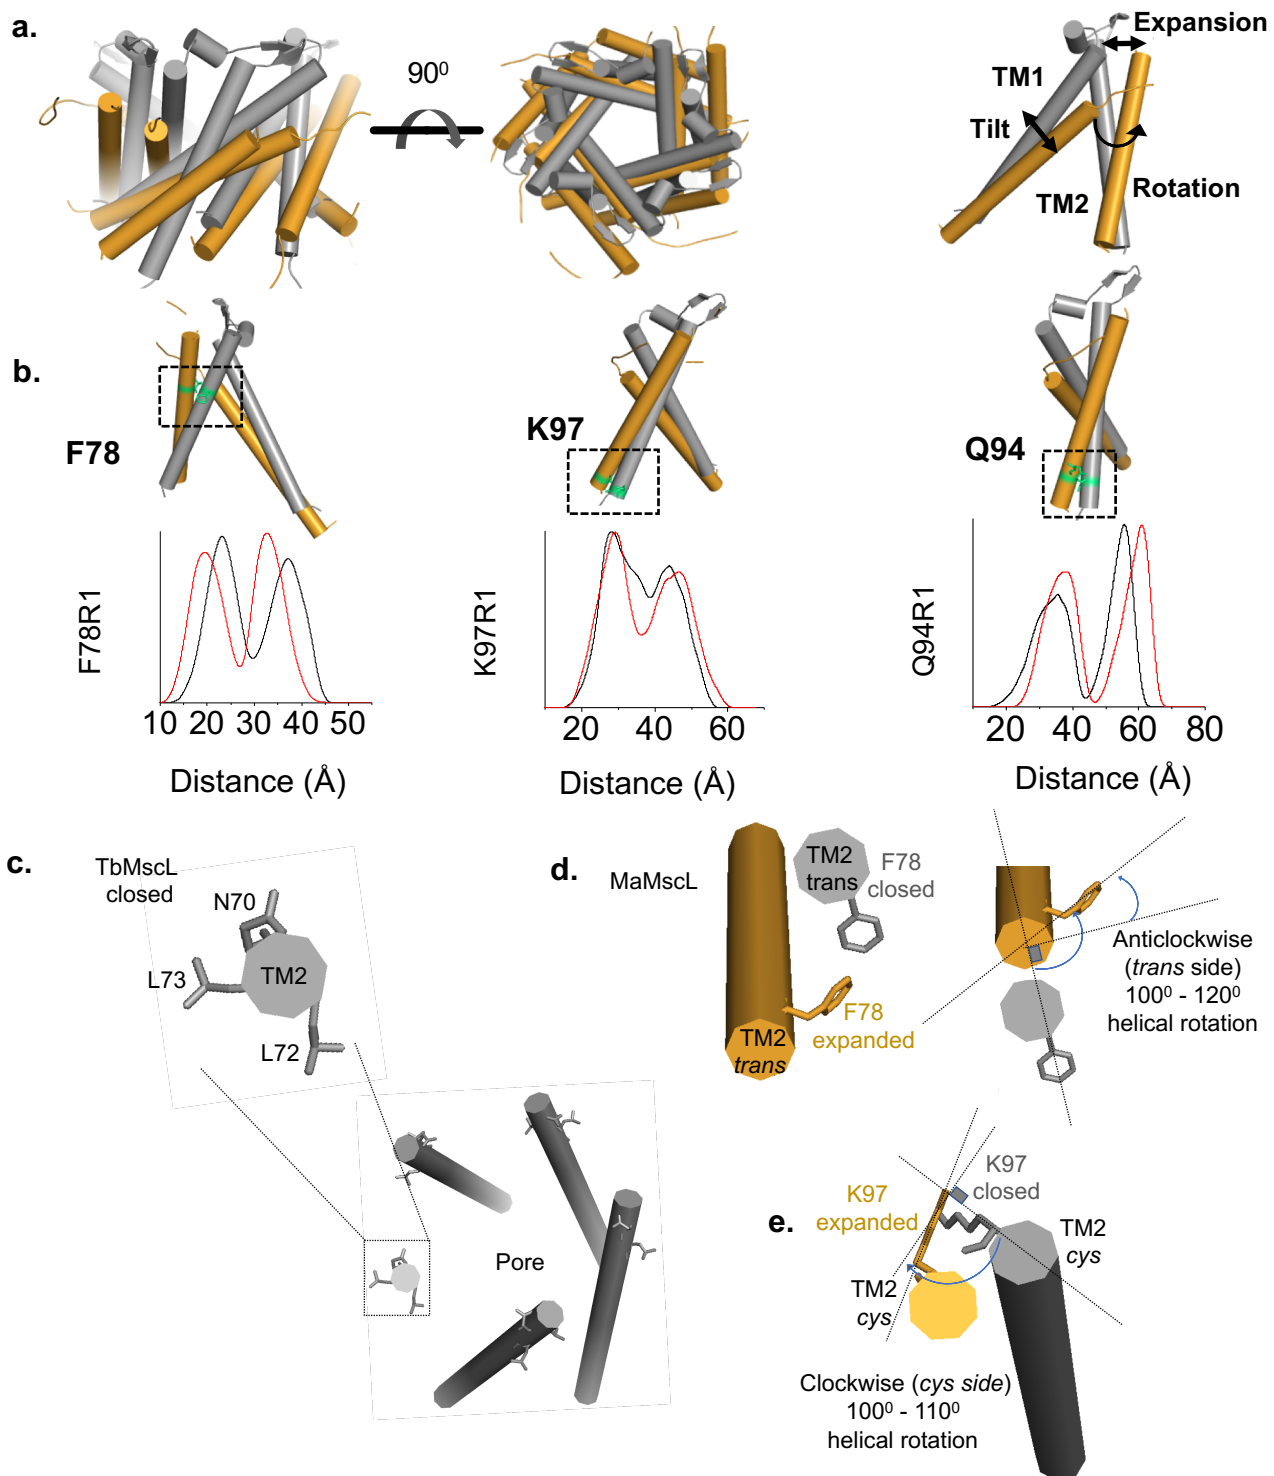 a.
90⁰
Expansion
TM1
Tilt
TM2
Rotation
b.
F78
K97
Q94
F78R1
10 20 30 40 50
Distance (Å)
K97R1
20 40 60
Distance (Å)
Q94R1
20 40 60 80
Distance (Å)
c.
TbMscL
closed
N70
L73
TM2
L72
Pore
d.
MaMscL
TM2
trans
F78
closed
F78
expanded
TM2
trans
Anticlockwise
(trans side)
100⁰ - 120⁰
helical rotation
e.
K97
closed
K97
expanded
TM2
cys
TM2
cys
Clockwise (cys side)
100⁰ - 110⁰
helical rotation